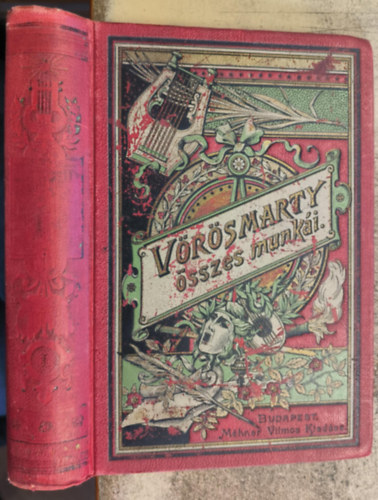 VÖRÖSMARTY
összes munkái.
BUDAPEST
Méhner Vilmos Kiadása